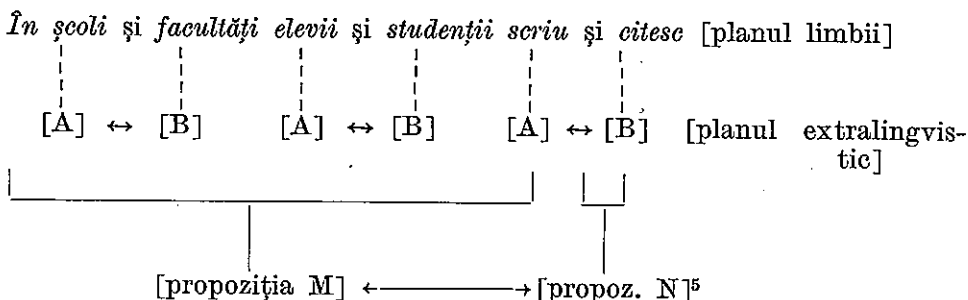 În școli și facultăți elevii și studenții scriu și citesc [planul limbii]
[A] ↔ [B] [A] ↔ [B] [A] ↔ [B] [planul extralingvis-
tic]
[propoziția M] ←→ [propoz. N]⁵